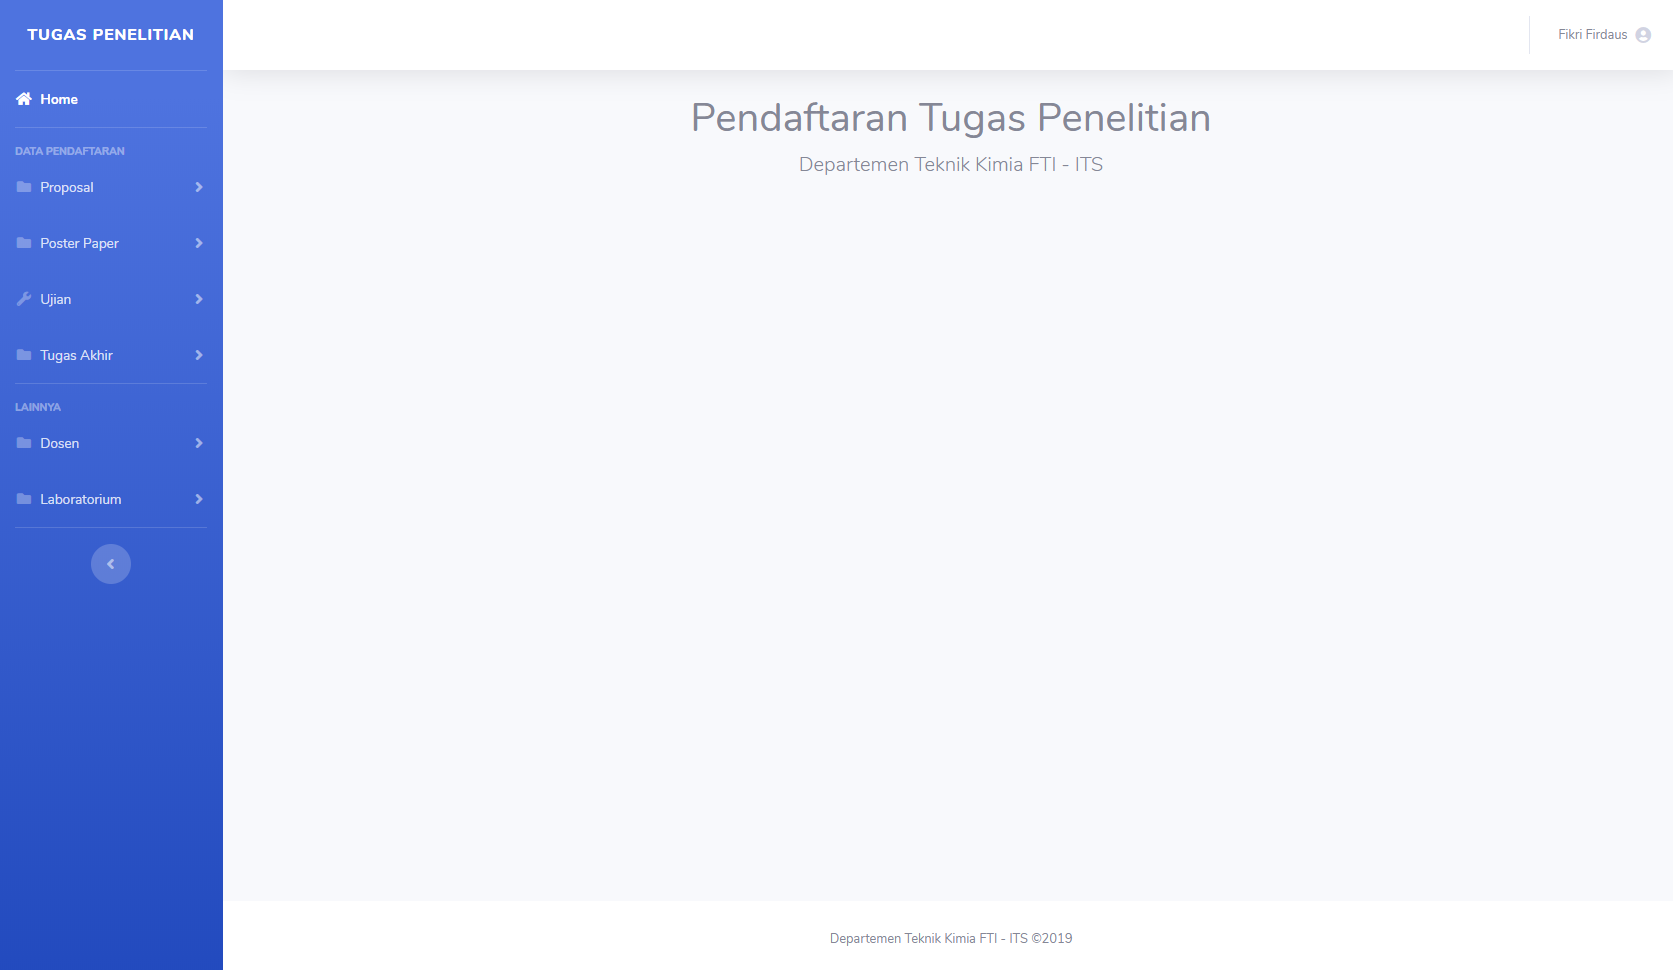 TUGAS PENELITIAN
Fikri Firdaus
Home
DATA PENDAFTARAN
Proposal
Poster Paper
Ujian
Tugas Akhir
LAINNYA
Dosen
Laboratorium
Pendaftaran Tugas Penelitian
Departemen Teknik Kimia FTI - ITS
Departemen Teknik Kimia FTI - ITS ©2019